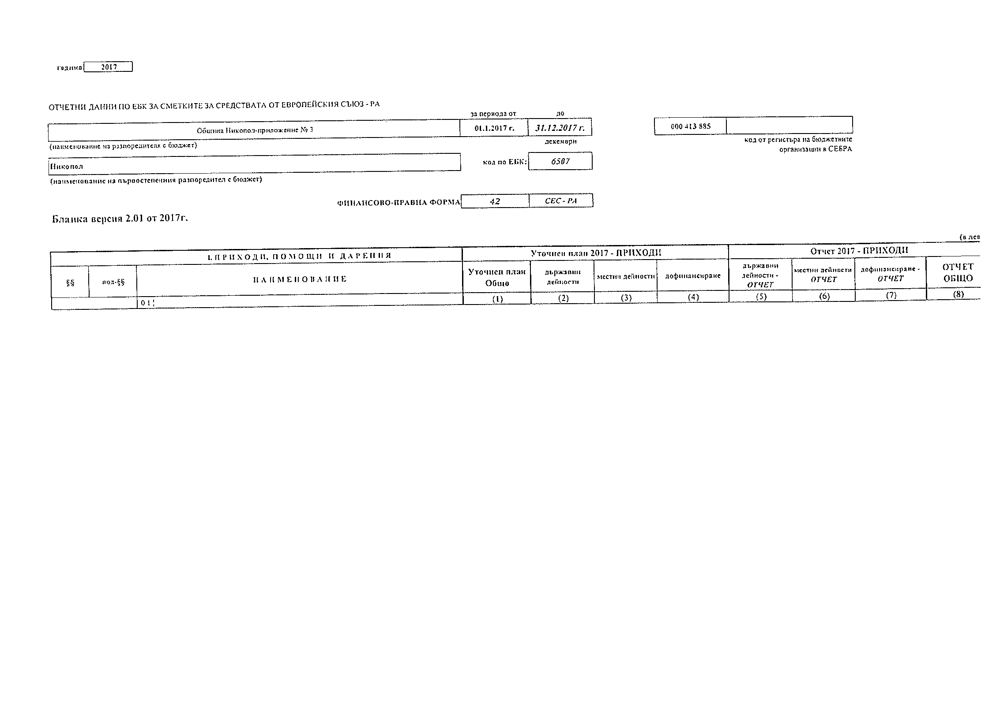 година 2017
ОТЧЕТНИ ДАННИ ПО ЕБК ЗА СМЕТКИТЕ ЗА СРЕДСТВАТА ОТ ЕВРОПЕЙСКИЯ СЪЮЗ - РА
за периода от до
Община Никопол-приложение № 3 01.1.2017 г. 31.12.2017 г. 000 413 885
(наименование на разпоредителя с бюджет) декември код от регистъра на бюджетните
организации в СЕБРА
Никопол код по ЕБК: 6507
(наименование на първостепенния разпоредител с бюджет)
ФИНАНСОВО-ПРАВНА ФОРМА 42 СЕС - РА
Бланка версия 2.01 от 2017г.
(в лев
I. П Р И Х О Д И, П О М О Щ И И Д А Р Е Н И Я Уточнен план 2017 - ПРИХОДИ Отчет 2017 - ПРИХОДИ
§§ под-§§ Н А И М Е Н О В А Н И Е
Уточнен план
Общо
държавни
дейности
местни дейности
дофинансиране
държавни
дейности -
ОТЧЕТ
местни дейности
ОТЧЕТ
дофинансиране -
ОТЧЕТ
ОТЧЕТ
ОБЩО
0 1 (1) (2) (3) (4) (5) (6) (7) (8)